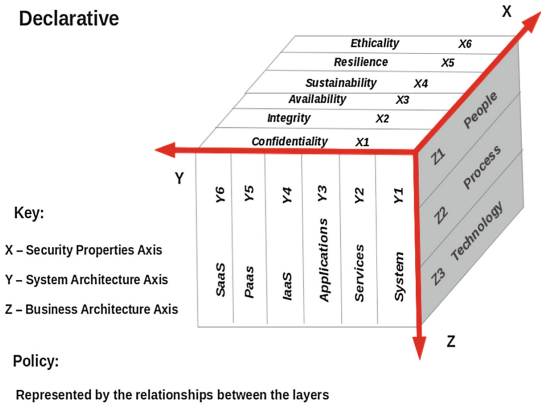 Declarative
X
Ethicality X6
Resilience X5
Sustainability X4
Availability X3
Integrity X2
Confidentiality X1
Y
SaaS Y6
Paas Y5
IaaS Y4
Applications Y3
Services Y2
System Y1
Z1 People
Z2 Process
Z3 Technology
Z
Key:
X – Security Properties Axis
Y – System Architecture Axis
Z – Business Architecture Axis
Policy:
Represented by the relationships between the layers